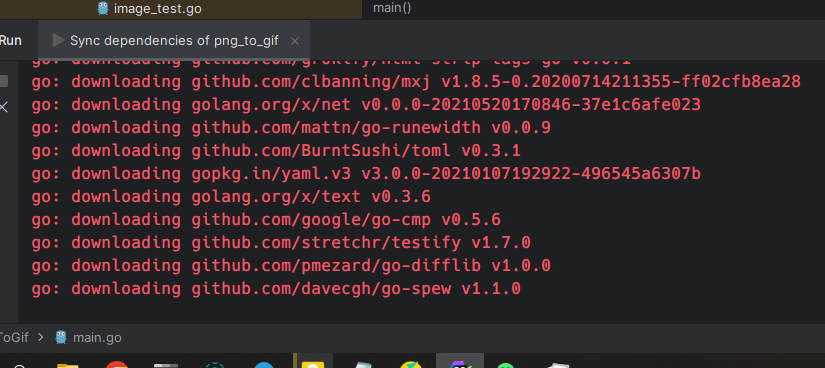 image_test.go
main()
Run
Sync dependencies of png_to_gif
go: downloading github.com/clbanning/mxj v1.8.5-0.20200714211355-ff02cfb8ea28
go: downloading golang.org/x/net v0.0.0-20210520170846-37e1c6afe023
go: downloading github.com/mattn/go-runewidth v0.0.9
go: downloading github.com/BurntSushi/toml v0.3.1
go: downloading gopkg.in/yaml.v3 v3.0.0-20210107192922-496545a6307b
go: downloading golang.org/x/text v0.3.6
go: downloading github.com/google/go-cmp v0.5.6
go: downloading github.com/stretchr/testify v1.7.0
go: downloading github.com/pmezard/go-difflib v1.0.0
go: downloading github.com/davecgh/go-spew v1.1.0
ToGif > main.go